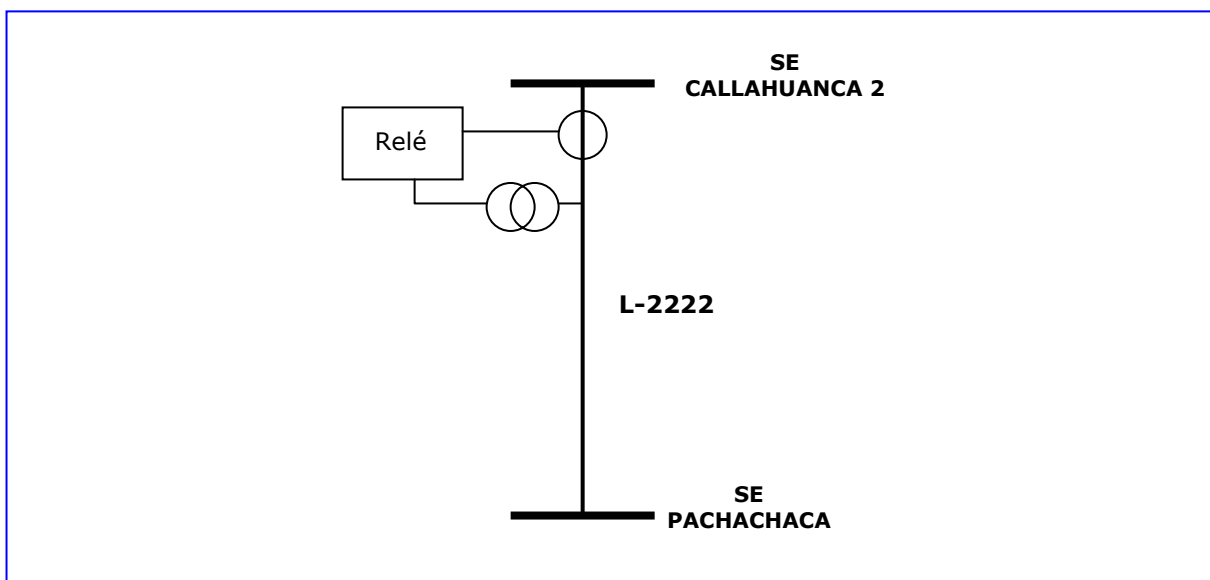 SE
CALLAHUANCA 2
Relé
L-2222
SE
PACHACHACA